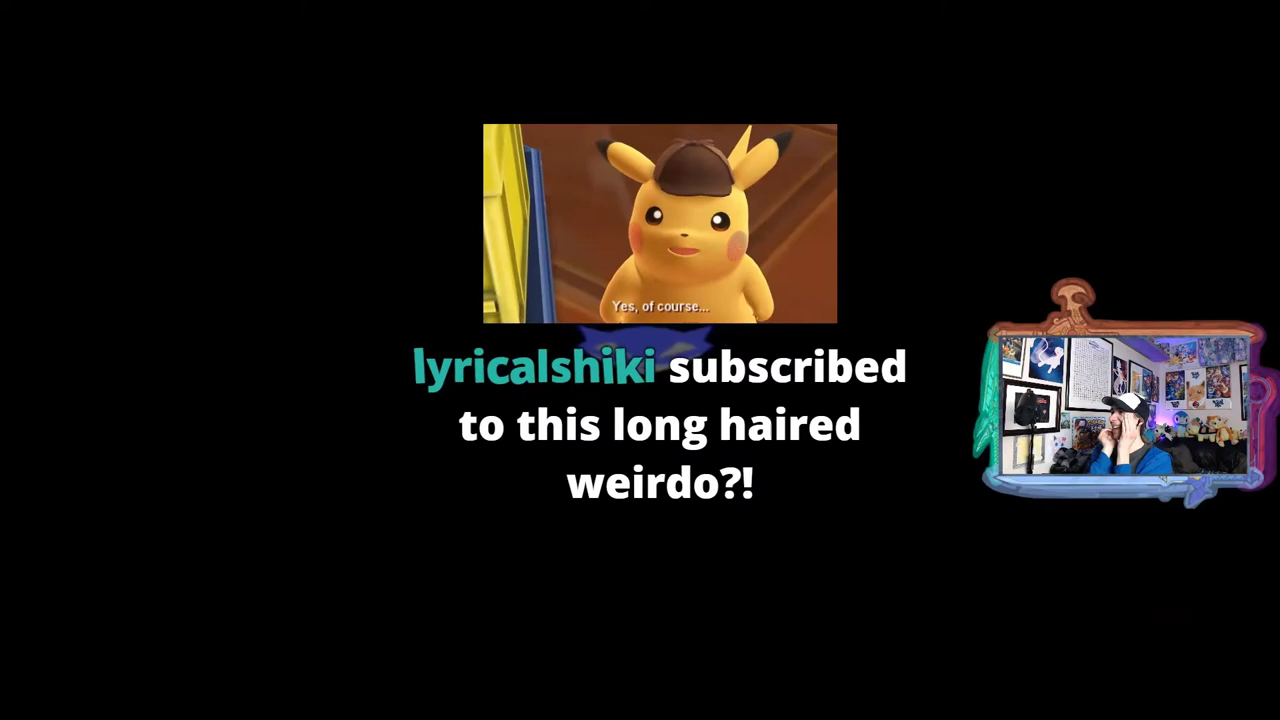 Yes, of course...
lyricalshiki subscribed
to this long haired
weirdo?!